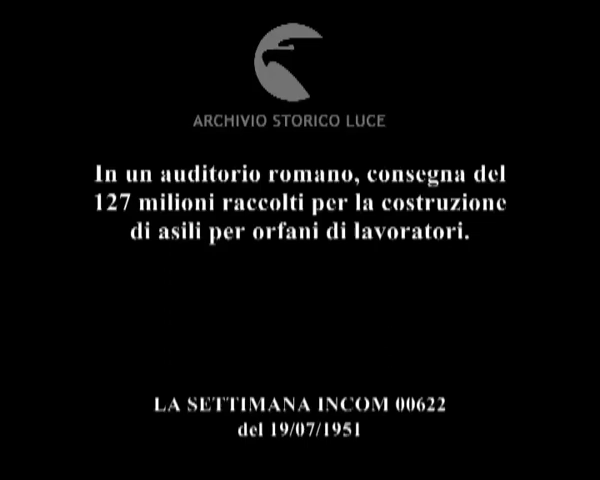 ARCHIVIO STORICO LUCE
In un auditorio romano, consegna del
127 milioni raccolti per la costruzione
di asili per orfani di lavoratori.
LA SETTIMANA INCOM 00622
del 19/07/1951